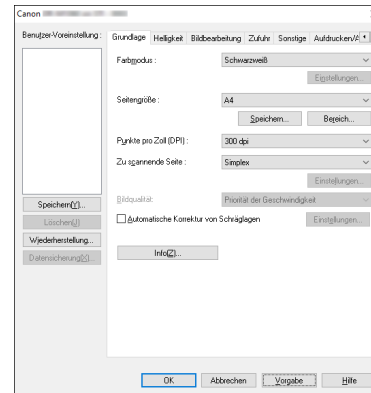 Canon
Benutzer-Voreinstellung :
Grundlage Helligkeit Bildbearbeitung Zufuhr Sonstige Aufdrucken/A
Farbmodus : Schwarzweiß
Einstellungen...
Seitengröße : A4
Speichern... Bereich...
Punkte pro Zoll (DPI) : 300 dpi
Zu scannende Seite : Simplex
Einstellungen...
Bildqualität: Priorität der Geschwindigkeit
Automatische Korrektur von Schräglagen Einstellungen...
Speichern(Y)...
Löschen(J)
Wiederherstellung...
Datensicherung(X)...
Info(Z)...
OK Abbrechen Vorgabe Hilfe